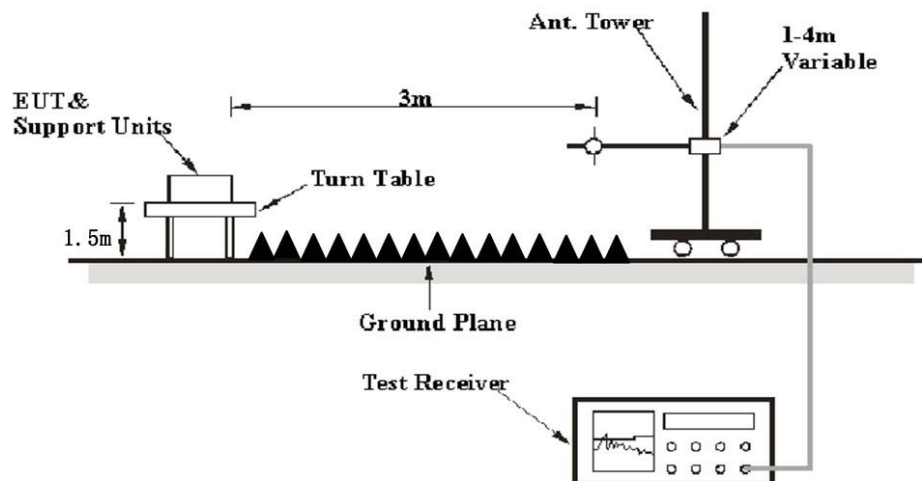 Ant. Tower
1-4m
Variable
3m
EUT&
Support Units
Turn Table
1.5m
Ground Plane
Test Receiver